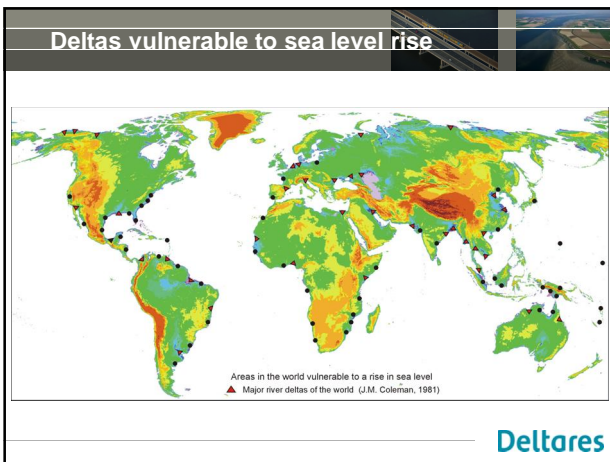 Deltas vulnerable to sea level rise
Areas in the world vulnerable to a rise in sea level
Major river deltas of the world (J.M. Coleman, 1981)
Deltares